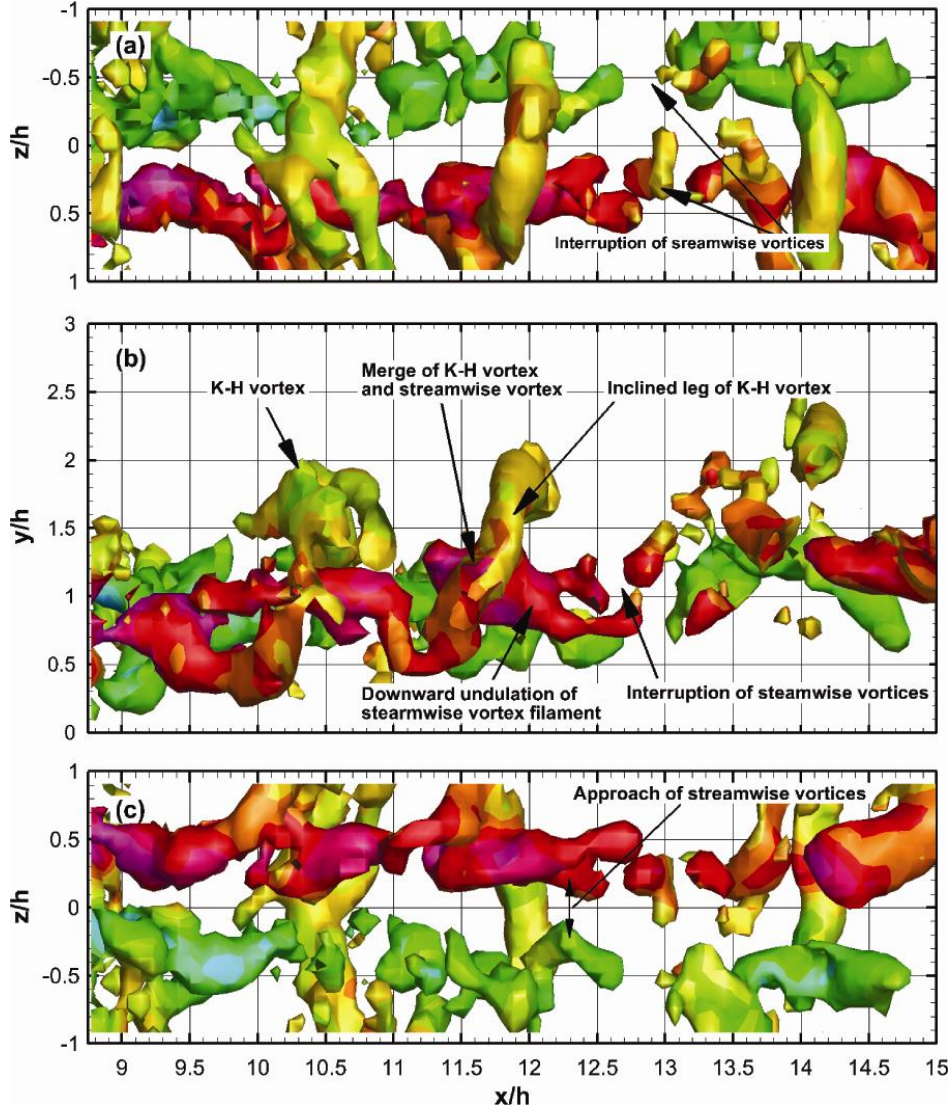 (a)
-1
-0.5
0
0.5
1
z/h
Interruption of sreamwise vortices
(b)
3
2.5
2
1.5
1
0.5
0
y/h
K-H vortex
Merge of K-H vortex
and streamwise vortex
Inclined leg of K-H vortex
Downward undulation of
stearmwise vortex filament
Interruption of steamwise vortices
(c)
1
0.5
0
-0.5
-1
z/h
Approach of streamwise vortices
9 9.5 10 10.5 11 11.5 12 12.5 13 13.5 14 14.5 15
x/h